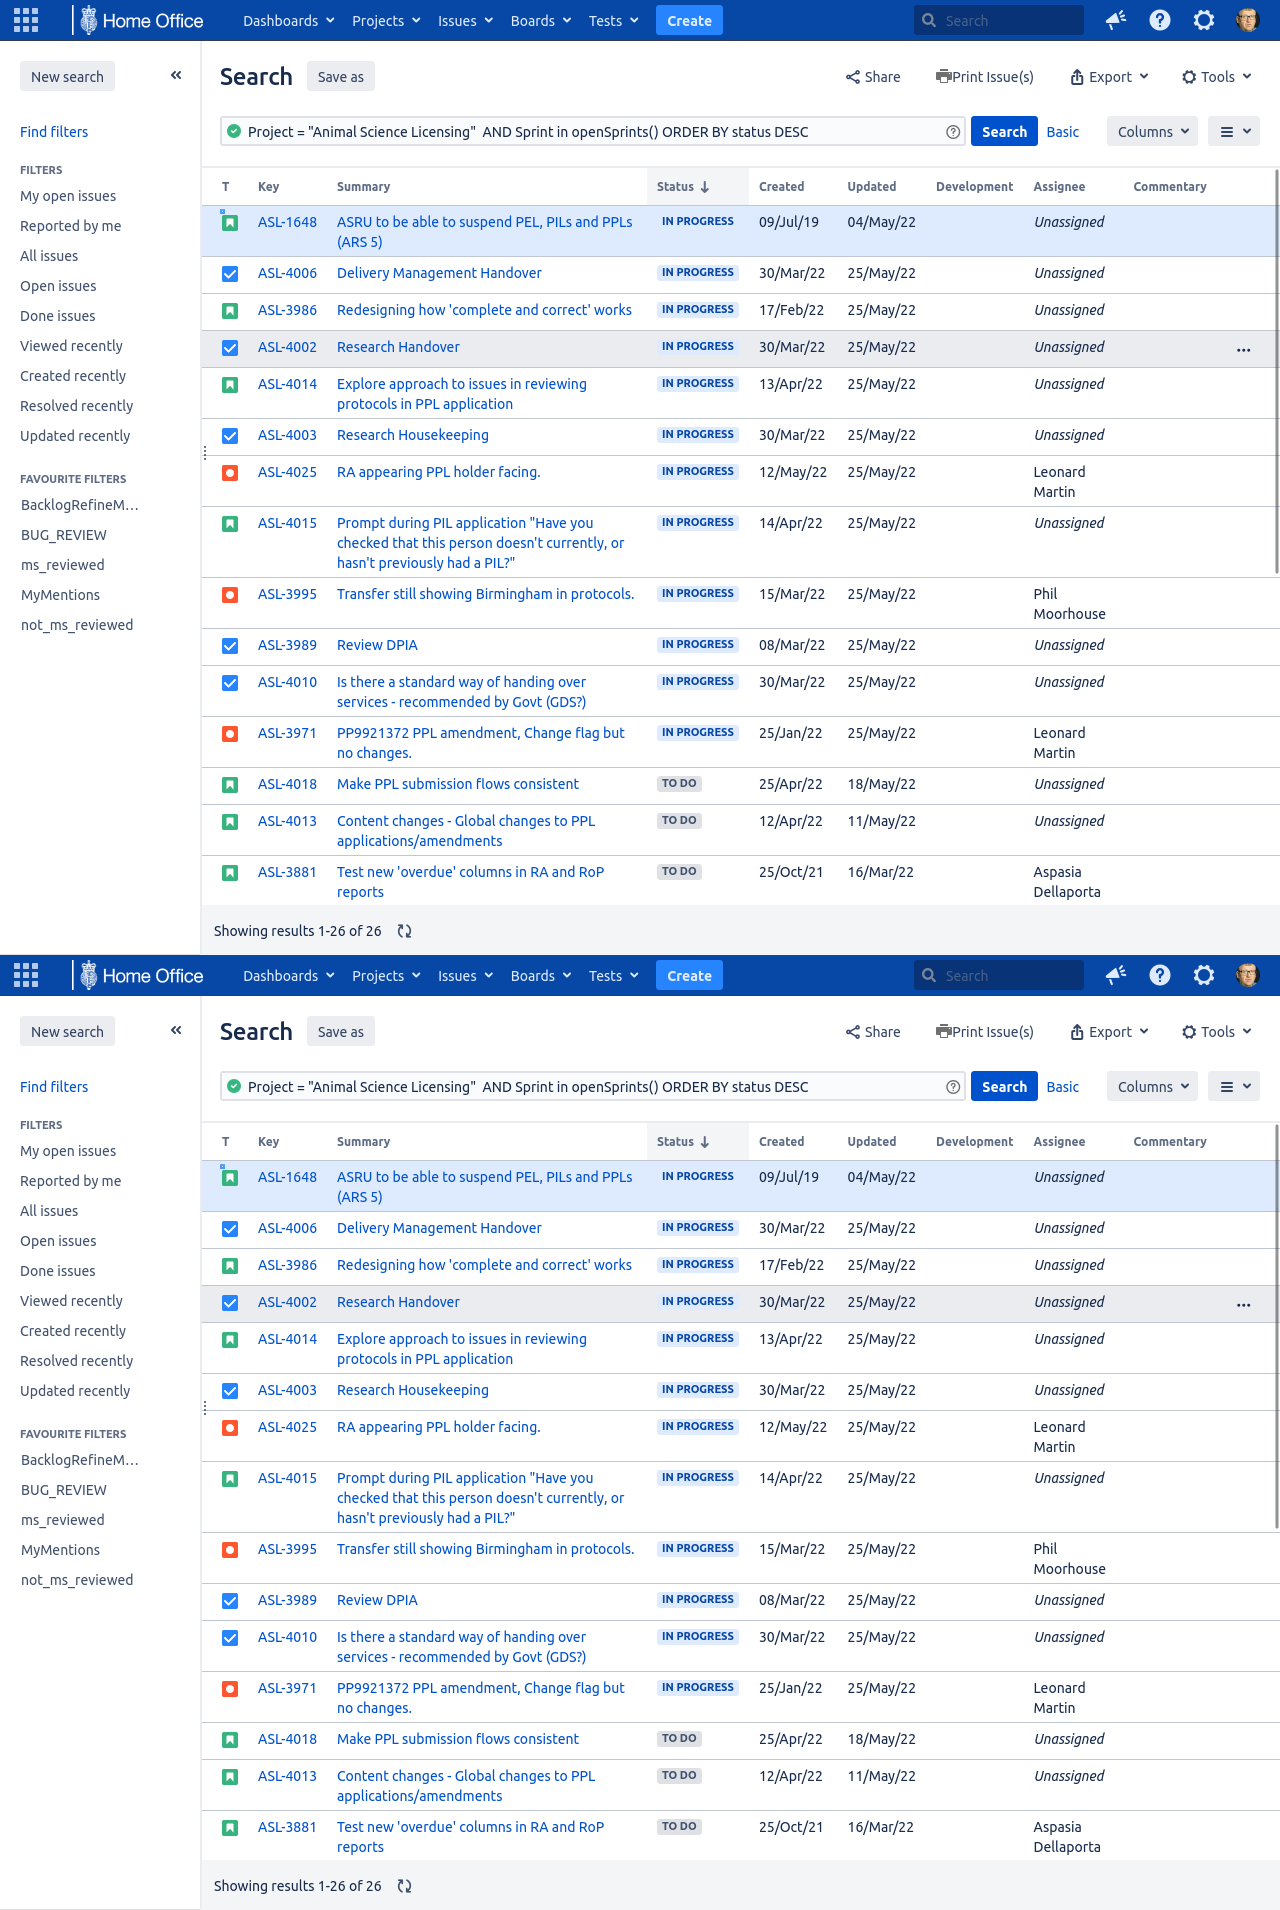 Home Office Dashboards Projects Issues Boards Tests Create Search
New search Search Save as Share Print Issue(s) Export Tools
Find filters Project = "Animal Science Licensing" AND Sprint in openSprints() ORDER BY status DESC Search Basic Columns
FILTERS
My open issues
Reported by me
All issues
Open issues
Done issues
Viewed recently
Created recently
Resolved recently
Updated recently
FAVOURITE FILTERS
BacklogRefineM...
BUG_REVIEW
ms_reviewed
MyMentions
not_ms_reviewed
T Key Summary Status Created Updated Development Assignee Commentary
ASL-1648 ASRU to be able to suspend PEL, PILs and PPLs IN PROGRESS 09/Jul/19 04/May/22 Unassigned
(ARS 5)
ASL-4006 Delivery Management Handover IN PROGRESS 30/Mar/22 25/May/22 Unassigned
ASL-3986 Redesigning how 'complete and correct' works IN PROGRESS 17/Feb/22 25/May/22 Unassigned
ASL-4002 Research Handover IN PROGRESS 30/Mar/22 25/May/22 Unassigned
ASL-4014 Explore approach to issues in reviewing IN PROGRESS 13/Apr/22 25/May/22 Unassigned
protocols in PPL application
ASL-4003 Research Housekeeping IN PROGRESS 30/Mar/22 25/May/22 Unassigned
ASL-4025 RA appearing PPL holder facing. IN PROGRESS 12/May/22 25/May/22 Leonard
Martin
ASL-4015 Prompt during PIL application "Have you IN PROGRESS 14/Apr/22 25/May/22 Unassigned
checked that this person doesn't currently, or
hasn't previously had a PIL?"
ASL-3995 Transfer still showing Birmingham in protocols. IN PROGRESS 15/Mar/22 25/May/22 Phil
Moorhouse
ASL-3989 Review DPIA IN PROGRESS 08/Mar/22 25/May/22 Unassigned
ASL-4010 Is there a standard way of handing over IN PROGRESS 30/Mar/22 25/May/22 Unassigned
services - recommended by Govt (GDS?)
ASL-3971 PP9921372 PPL amendment, Change flag but IN PROGRESS 25/Jan/22 25/May/22 Leonard
no changes. Martin
ASL-4018 Make PPL submission flows consistent TO DO 25/Apr/22 18/May/22 Unassigned
ASL-4013 Content changes - Global changes to PPL TO DO 12/Apr/22 11/May/22 Unassigned
applications/amendments
ASL-3881 Test new 'overdue' columns in RA and RoP TO DO 25/Oct/21 16/Mar/22 Aspasia
reports Dellaporta
Showing results 1-26 of 26
Home Office Dashboards Projects Issues Boards Tests Create Search
New search Search Save as Share Print Issue(s) Export Tools
Find filters Project = "Animal Science Licensing" AND Sprint in openSprints() ORDER BY status DESC Search Basic Columns
FILTERS
My open issues
Reported by me
All issues
Open issues
Done issues
Viewed recently
Created recently
Resolved recently
Updated recently
FAVOURITE FILTERS
BacklogRefineM...
BUG_REVIEW
ms_reviewed
MyMentions
not_ms_reviewed
T Key Summary Status Created Updated Development Assignee Commentary
ASL-1648 ASRU to be able to suspend PEL, PILs and PPLs IN PROGRESS 09/Jul/19 04/May/22 Unassigned
(ARS 5)
ASL-4006 Delivery Management Handover IN PROGRESS 30/Mar/22 25/May/22 Unassigned
ASL-3986 Redesigning how 'complete and correct' works IN PROGRESS 17/Feb/22 25/May/22 Unassigned
ASL-4002 Research Handover IN PROGRESS 30/Mar/22 25/May/22 Unassigned
ASL-4014 Explore approach to issues in reviewing IN PROGRESS 13/Apr/22 25/May/22 Unassigned
protocols in PPL application
ASL-4003 Research Housekeeping IN PROGRESS 30/Mar/22 25/May/22 Unassigned
ASL-4025 RA appearing PPL holder facing. IN PROGRESS 12/May/22 25/May/22 Leonard
Martin
ASL-4015 Prompt during PIL application "Have you IN PROGRESS 14/Apr/22 25/May/22 Unassigned
checked that this person doesn't currently, or
hasn't previously had a PIL?"
ASL-3995 Transfer still showing Birmingham in protocols. IN PROGRESS 15/Mar/22 25/May/22 Phil
Moorhouse
ASL-3989 Review DPIA IN PROGRESS 08/Mar/22 25/May/22 Unassigned
ASL-4010 Is there a standard way of handing over IN PROGRESS 30/Mar/22 25/May/22 Unassigned
services - recommended by Govt (GDS?)
ASL-3971 PP9921372 PPL amendment, Change flag but IN PROGRESS 25/Jan/22 25/May/22 Leonard
no changes. Martin
ASL-4018 Make PPL submission flows consistent TO DO 25/Apr/22 18/May/22 Unassigned
ASL-4013 Content changes - Global changes to PPL TO DO 12/Apr/22 11/May/22 Unassigned
applications/amendments
ASL-3881 Test new 'overdue' columns in RA and RoP TO DO 25/Oct/21 16/Mar/22 Aspasia
reports Dellaporta
Showing results 1-26 of 26